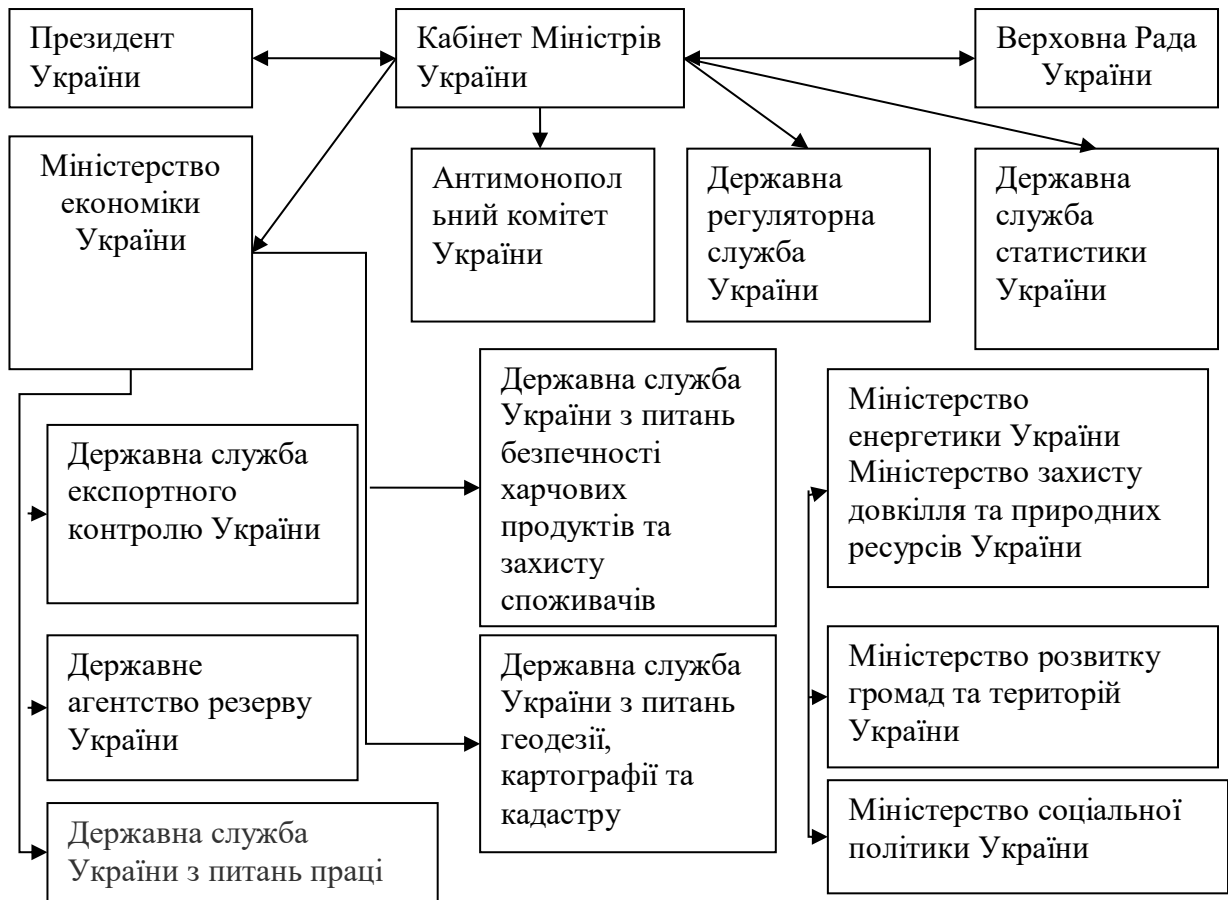 Президент
України
Кабінет Міністрів
України
Верховна Рада
України
Міністерство
економіки
України
Антимонопол
ьний комітет
України
Державна
регуляторна
служба
України
Державна
служба
статистики
України
Державна служба
експортного
контролю України
Державне
агентство резерву
України
Державна служба
України з питань праці
Державна служба
України з питань
безпечності
харчових
продуктів та
захисту
споживачів
Державна служба
України з питань
геодезії,
картографії та
кадастру
Міністерство
енергетики України
Міністерство захисту
довкілля та природних
ресурсів України
Міністерство розвитку
громад та територій
України
Міністерство соціальної
політики України